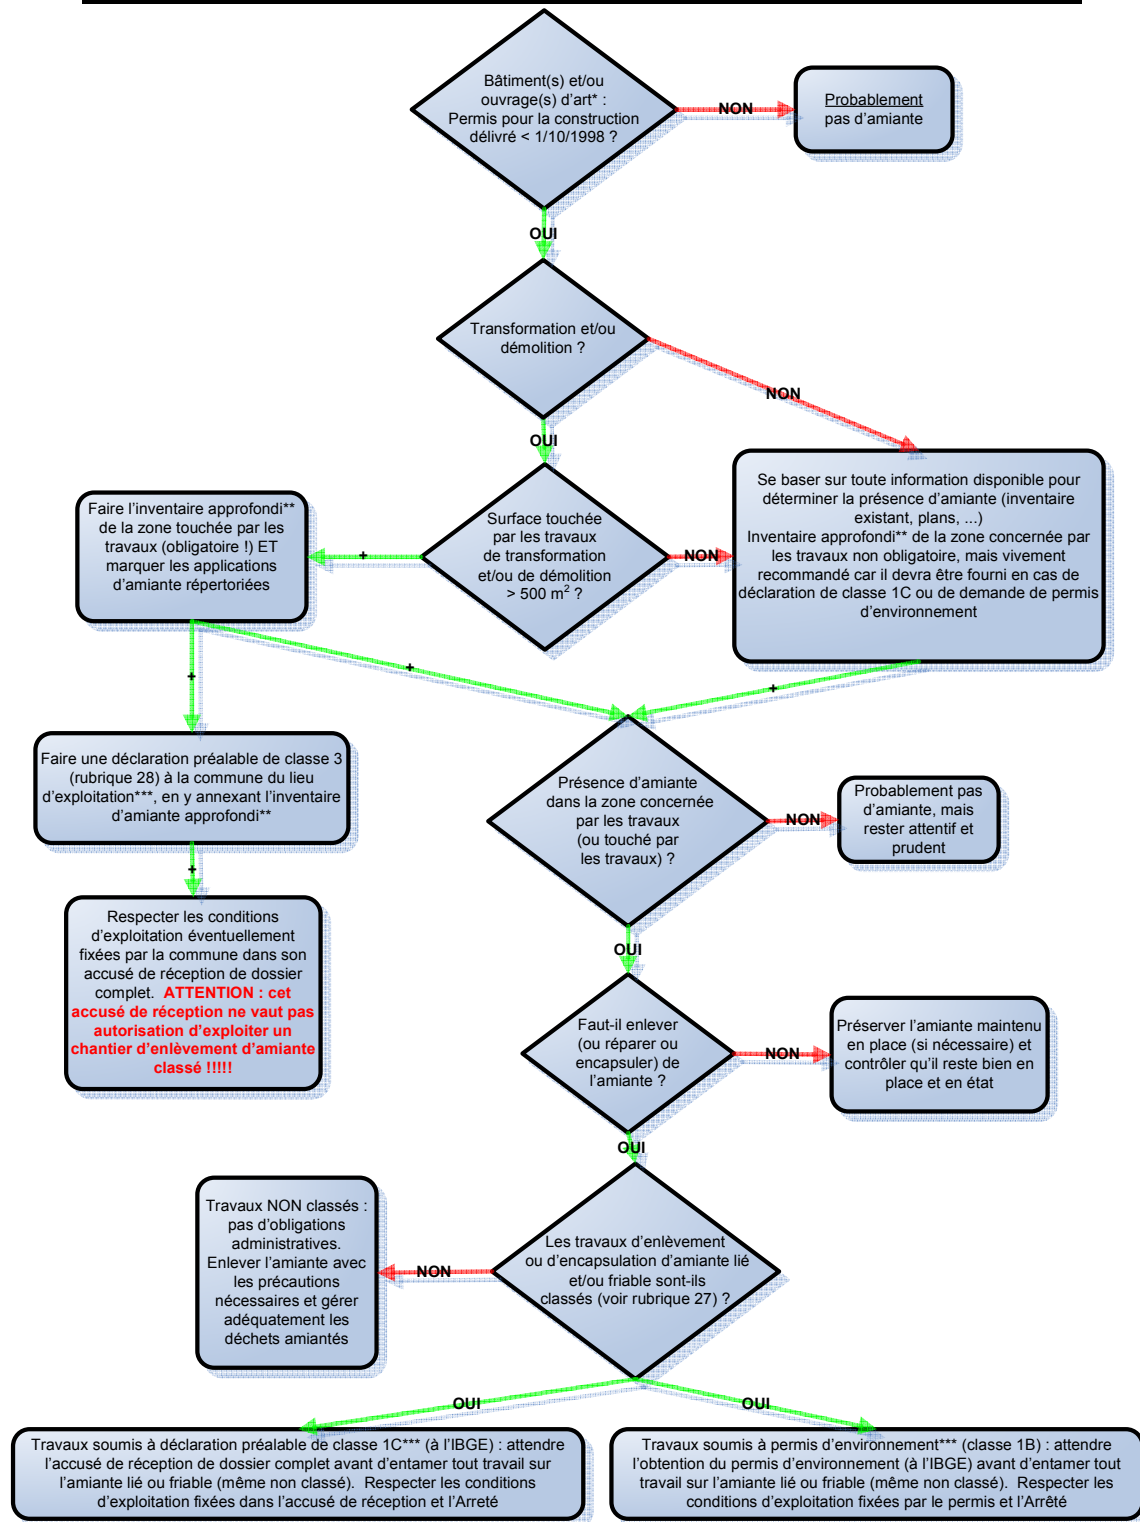 Bâtiment(s) et/ou
ouvrage(s) d'art* :
Permis pour la construction
délivré < 1/10/1998 ?
NON
Probablement
pas d'amiante
OUI
Transformation et/ou
démolition ?
NON
OUI
Surface touchée
par les travaux
de transformation
et/ou de démolition
> 500 m² ?
+
NON
Faire l'inventaire approfondi**
de la zone touchée par les
travaux (obligatoire !) ET
marquer les applications
d'amiante répertoriées
Se baser sur toute information disponible pour
déterminer la présence d'amiante (inventaire
existant, plans, ...)
Inventaire approfondi** de la zone concernée par
les travaux non obligatoire, mais vivement
recommandé car il devra être fourni en cas de
déclaration de classe 1C ou de demande de permis
d'environnement
+
+
+
Faire une déclaration préalable de classe 3
(rubrique 28) à la commune du lieu
d'exploitation***, en y annexant l'inventaire
d'amiante approfondi**
+
Respecter les conditions
d'exploitation éventuellement
fixées par la commune dans son
accusé de réception de dossier
complet. ATTENTION : cet
accusé de réception ne vaut pas
autorisation d'exploiter un
chantier d'enlèvement d'amiante
classé !!!!!
Présence d'amiante
dans la zone concernée
par les travaux
(ou touché par
les travaux) ?
NON
Probablement pas
d'amiante, mais
rester attentif et
prudent
OUI
Faut-il enlever
(ou réparer ou
encapsuler) de
l'amiante ?
NON
Préserver l'amiante maintenu
en place (si nécessaire) et
contrôler qu'il reste bien en
place et en état
OUI
Les travaux d'enlèvement
ou d'encapsulation d'amiante lié
et/ou friable sont-ils
classés (voir rubrique 27) ?
NON
Travaux NON classés :
pas d'obligations
administratives.
Enlever l'amiante avec
les précautions
nécessaires et gérer
adéquatement les
déchets amiantés
OUI
OUI
Travaux soumis à déclaration préalable de classe 1C*** (à l'IBGE) : attendre
l'accusé de réception de dossier complet avant d'entamer tout travail sur
l'amiante lié ou friable (même non classé). Respecter les conditions
d'exploitation fixées dans l'accusé de réception et l'Arreté
Travaux soumis à permis d'environnement*** (classe 1B) : attendre
l'obtention du permis d'environnement (à l'IBGE) avant d'entamer tout
travail sur l'amiante lié ou friable (même non classé). Respecter les
conditions d'exploitation fixées par le permis et l'Arrêté